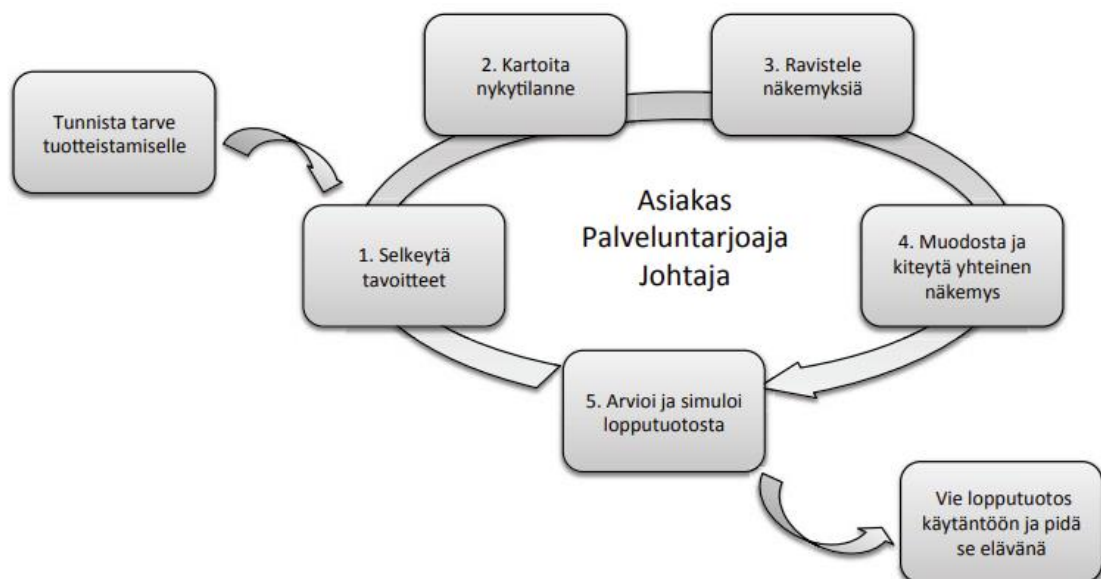 Tunnista tarve
tuotteistamiselle
1. Selkeytä
tavoitteet
2. Kartoita
nykytilanne
3. Ravistele
näkemyksiä
4. Muodosta ja
kiteytä yhteinen
näkemys
5. Arvioi ja simuloi
lopputuotosta
Vie lopputuotos
käytäntöön ja pidä
se elävänä
Asiakas
Palveluntarjoaja
Johtaja